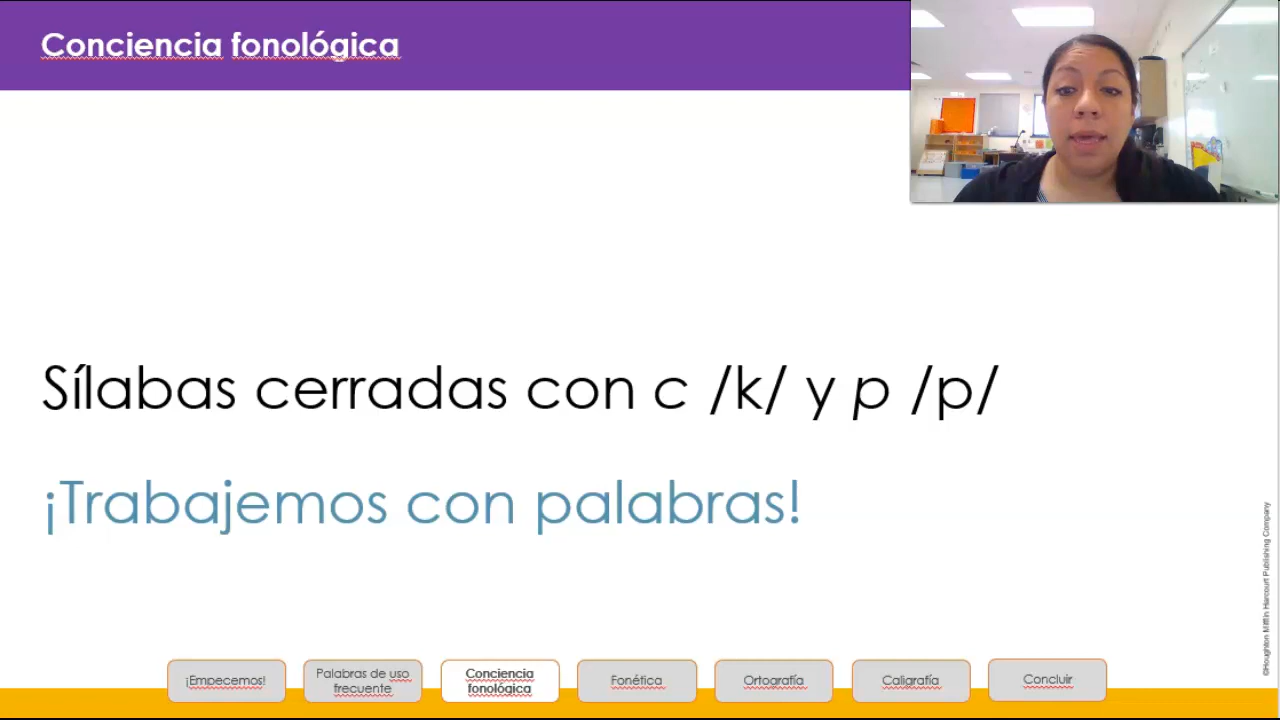 Conciencia fonológica
Sílabas cerradas con c /k/ y p /p/
¡Trabajemos con palabras!
©Houghton Mifflin Harcourt Publishing Company
¡Empecemos!
Palabras de uso
frecuente
Conciencia
fonológica
Fonética
Ortografía
Caligrafía
Concluir